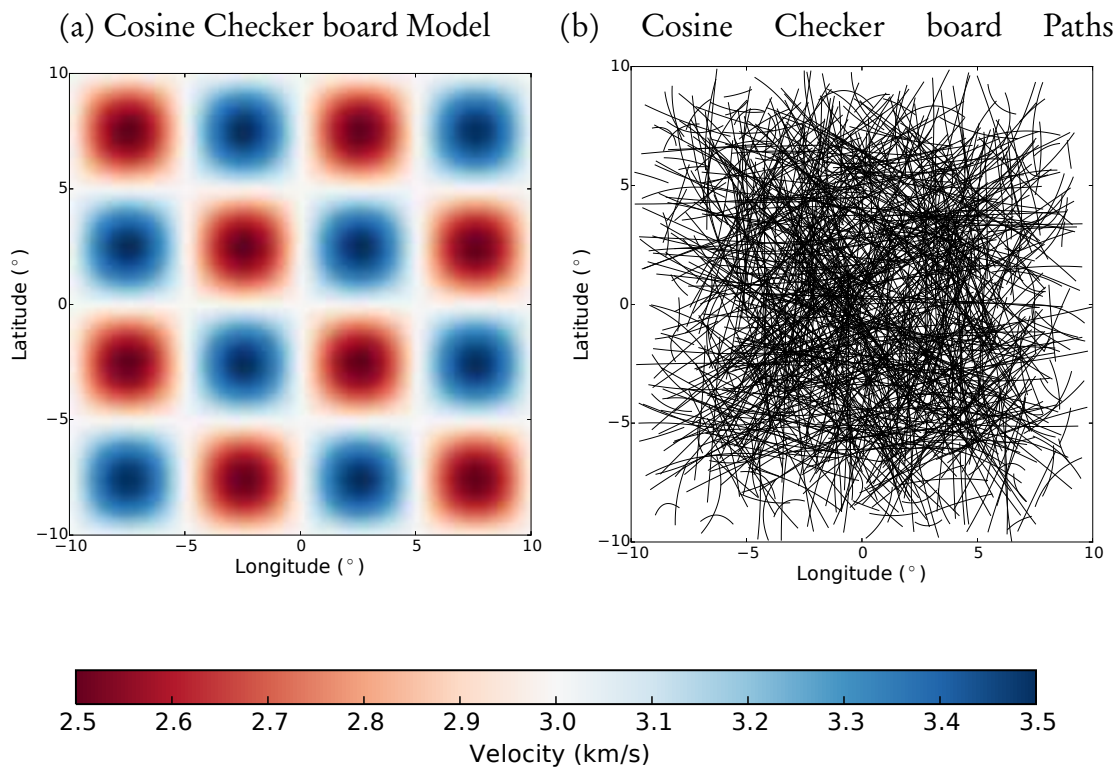 (a) Cosine Checker board Model
(b) Cosine Checker board Paths
10
5
0
−5
−10
−10 −5 0 5 10
Latitude (°)
Longitude (°)
10
5
0
−5
−10
−10 −5 0 5 10
Latitude (°)
Longitude (°)
2.5 2.6 2.7 2.8 2.9 3.0 3.1 3.2 3.3 3.4 3.5
Velocity (km/s)